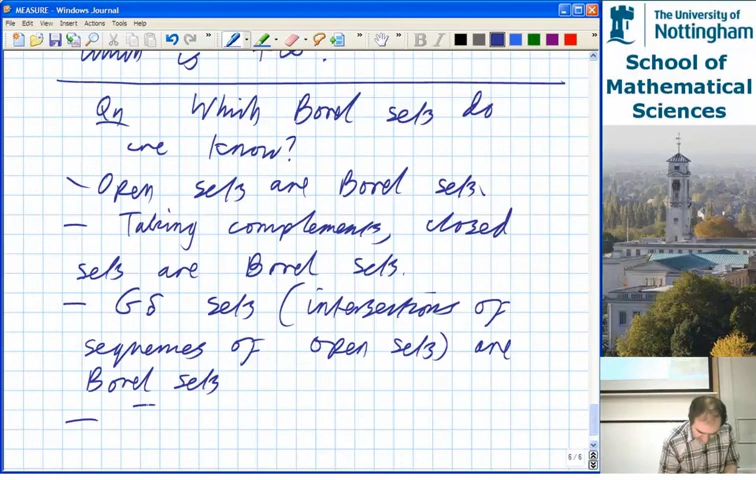 MEASURE - Windows Journal
File Edit View Insert Actions Tools Help
B I
is
Qn Which Borel sets do
we know?
Open sets are Borel sets.
— Taking complements, closed
sets are Borel sets.
— Gδ sets (intersections of
sequences of open sets) are
Borel sets
—
6/6
The University of
Nottingham
School of
Mathematical
Sciences